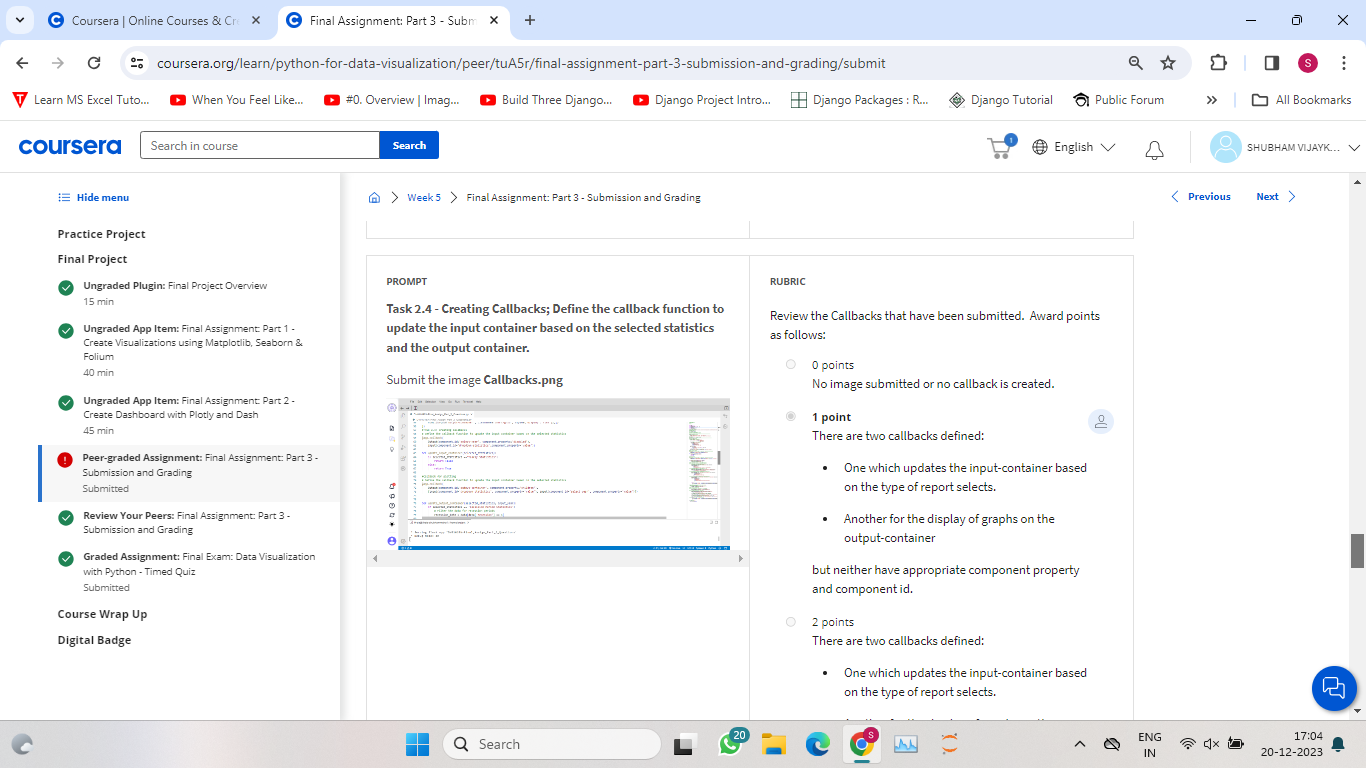 Coursera | Online Courses & Cr
Final Assignment: Part 3 - Subm
coursera.org/learn/python-for-data-visualization/peer/tuA5r/final-assignment-part-3-submission-and-grading/submit
S
Learn MS Excel Tuto...
When You Feel Like...
#0. Overview | Imag...
Build Three Django...
Django Project Intro...
Django Packages : R...
Django Tutorial
Public Forum
All Bookmarks
coursera
Search in course
Search
1
English
SHUBHAM VIJAYK...
Hide menu
Week 5
Final Assignment: Part 3 - Submission and Grading
Previous
Next
Practice Project
Final Project
Ungraded Plugin: Final Project Overview
15 min
Ungraded App Item: Final Assignment: Part 1 -
Create Visualizations using Matplotlib, Seaborn &
Folium
40 min
Ungraded App Item: Final Assignment: Part 2 -
Create Dashboard with Plotly and Dash
45 min
Peer-graded Assignment: Final Assignment: Part 3 -
Submission and Grading
Submitted
Review Your Peers: Final Assignment: Part 3 -
Submission and Grading
Graded Assignment: Final Exam: Data Visualization
with Python - Timed Quiz
Submitted
Course Wrap Up
Digital Badge
PROMPT
Task 2.4 - Creating Callbacks; Define the callback function to
update the input container based on the selected statistics
and the output container.
Submit the image Callbacks.png
RUBRIC
Review the Callbacks that have been submitted. Award points
as follows:
0 points
No image submitted or no callback is created.
1 point
There are two callbacks defined:
One which updates the input-container based
on the type of report selects.
Another for the display of graphs on the
output-container
but neither have appropriate component property
and component id.
2 points
There are two callbacks defined:
One which updates the input-container based
on the type of report selects.
Search
20
S
ENG
IN
17:04
20-12-2023